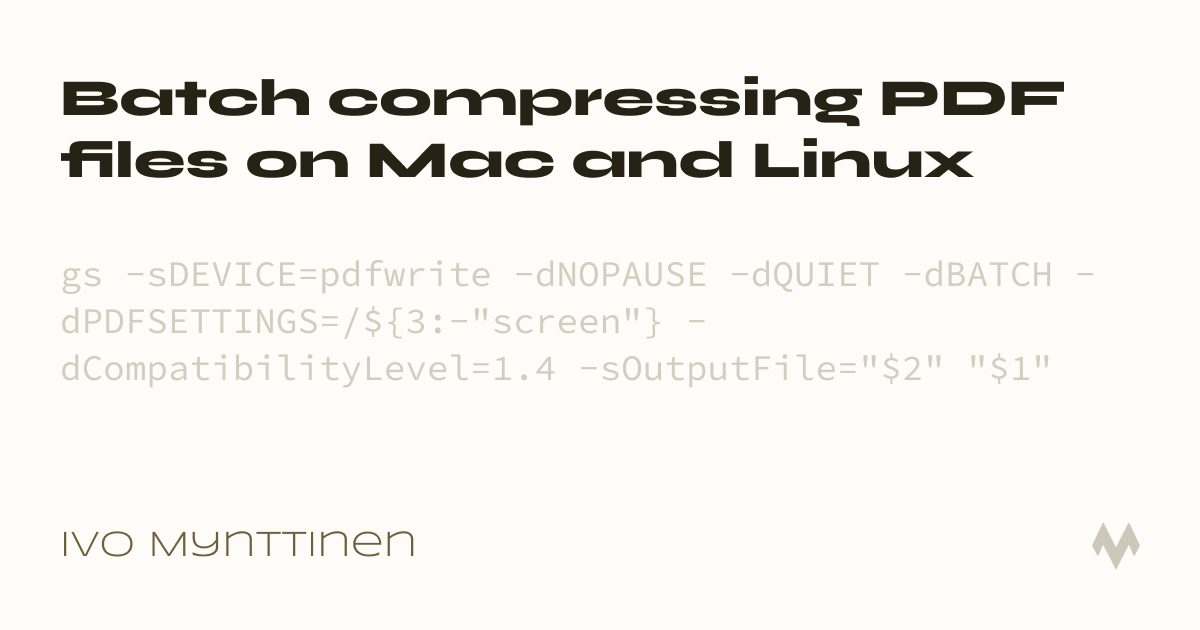 Batch compressing PDF
files on Mac and Linux
gs -sDEVICE=pdfwrite -dNOPAUSE -dQUIET -dBATCH -
dPDFSETTINGS=/${3:-"screen"} -
dCompatibilityLevel=1.4 -sOutputFile="$2" "$1"
Ivo Mynttinen